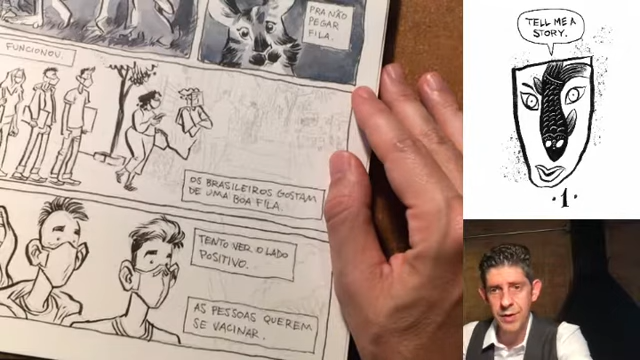 PRA NÃO
PEGAR
FILA.
FUNCIONOU.
OS BRASILEIROS GOSTAM
DE UMA BOA FILA.
TENTO VER O LADO
POSITIVO.
AS PESSOAS QUEREM
SE VACINAR.
TELL ME A
STORY.
·1·